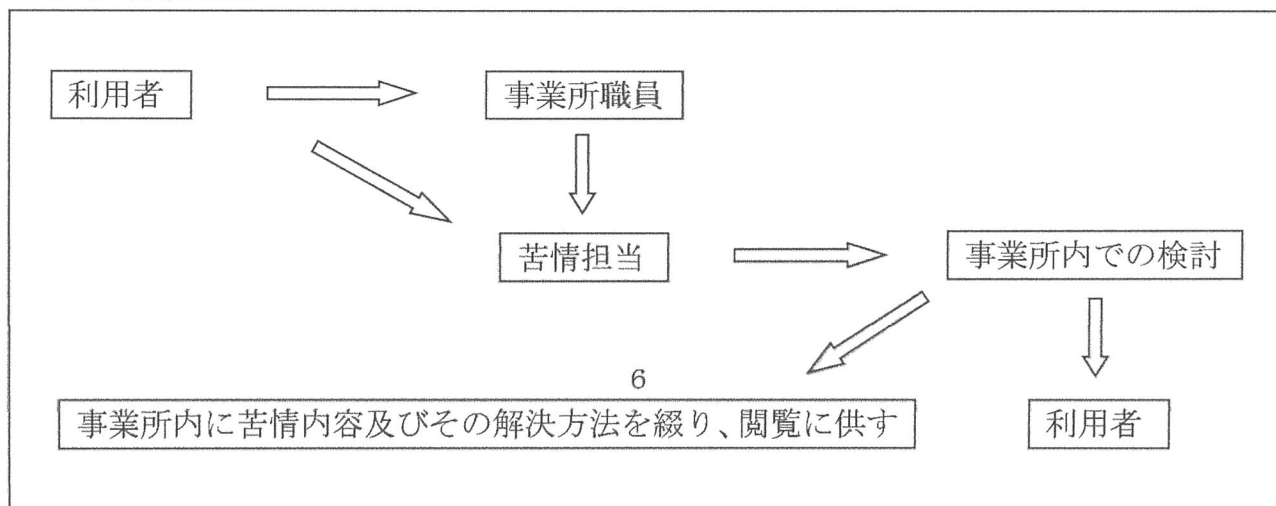 利用者
事業所職員
苦情担当
事業所内での検討
6
事業所内に苦情内容及びその解決方法を綴り、閲覧に供す
利用者